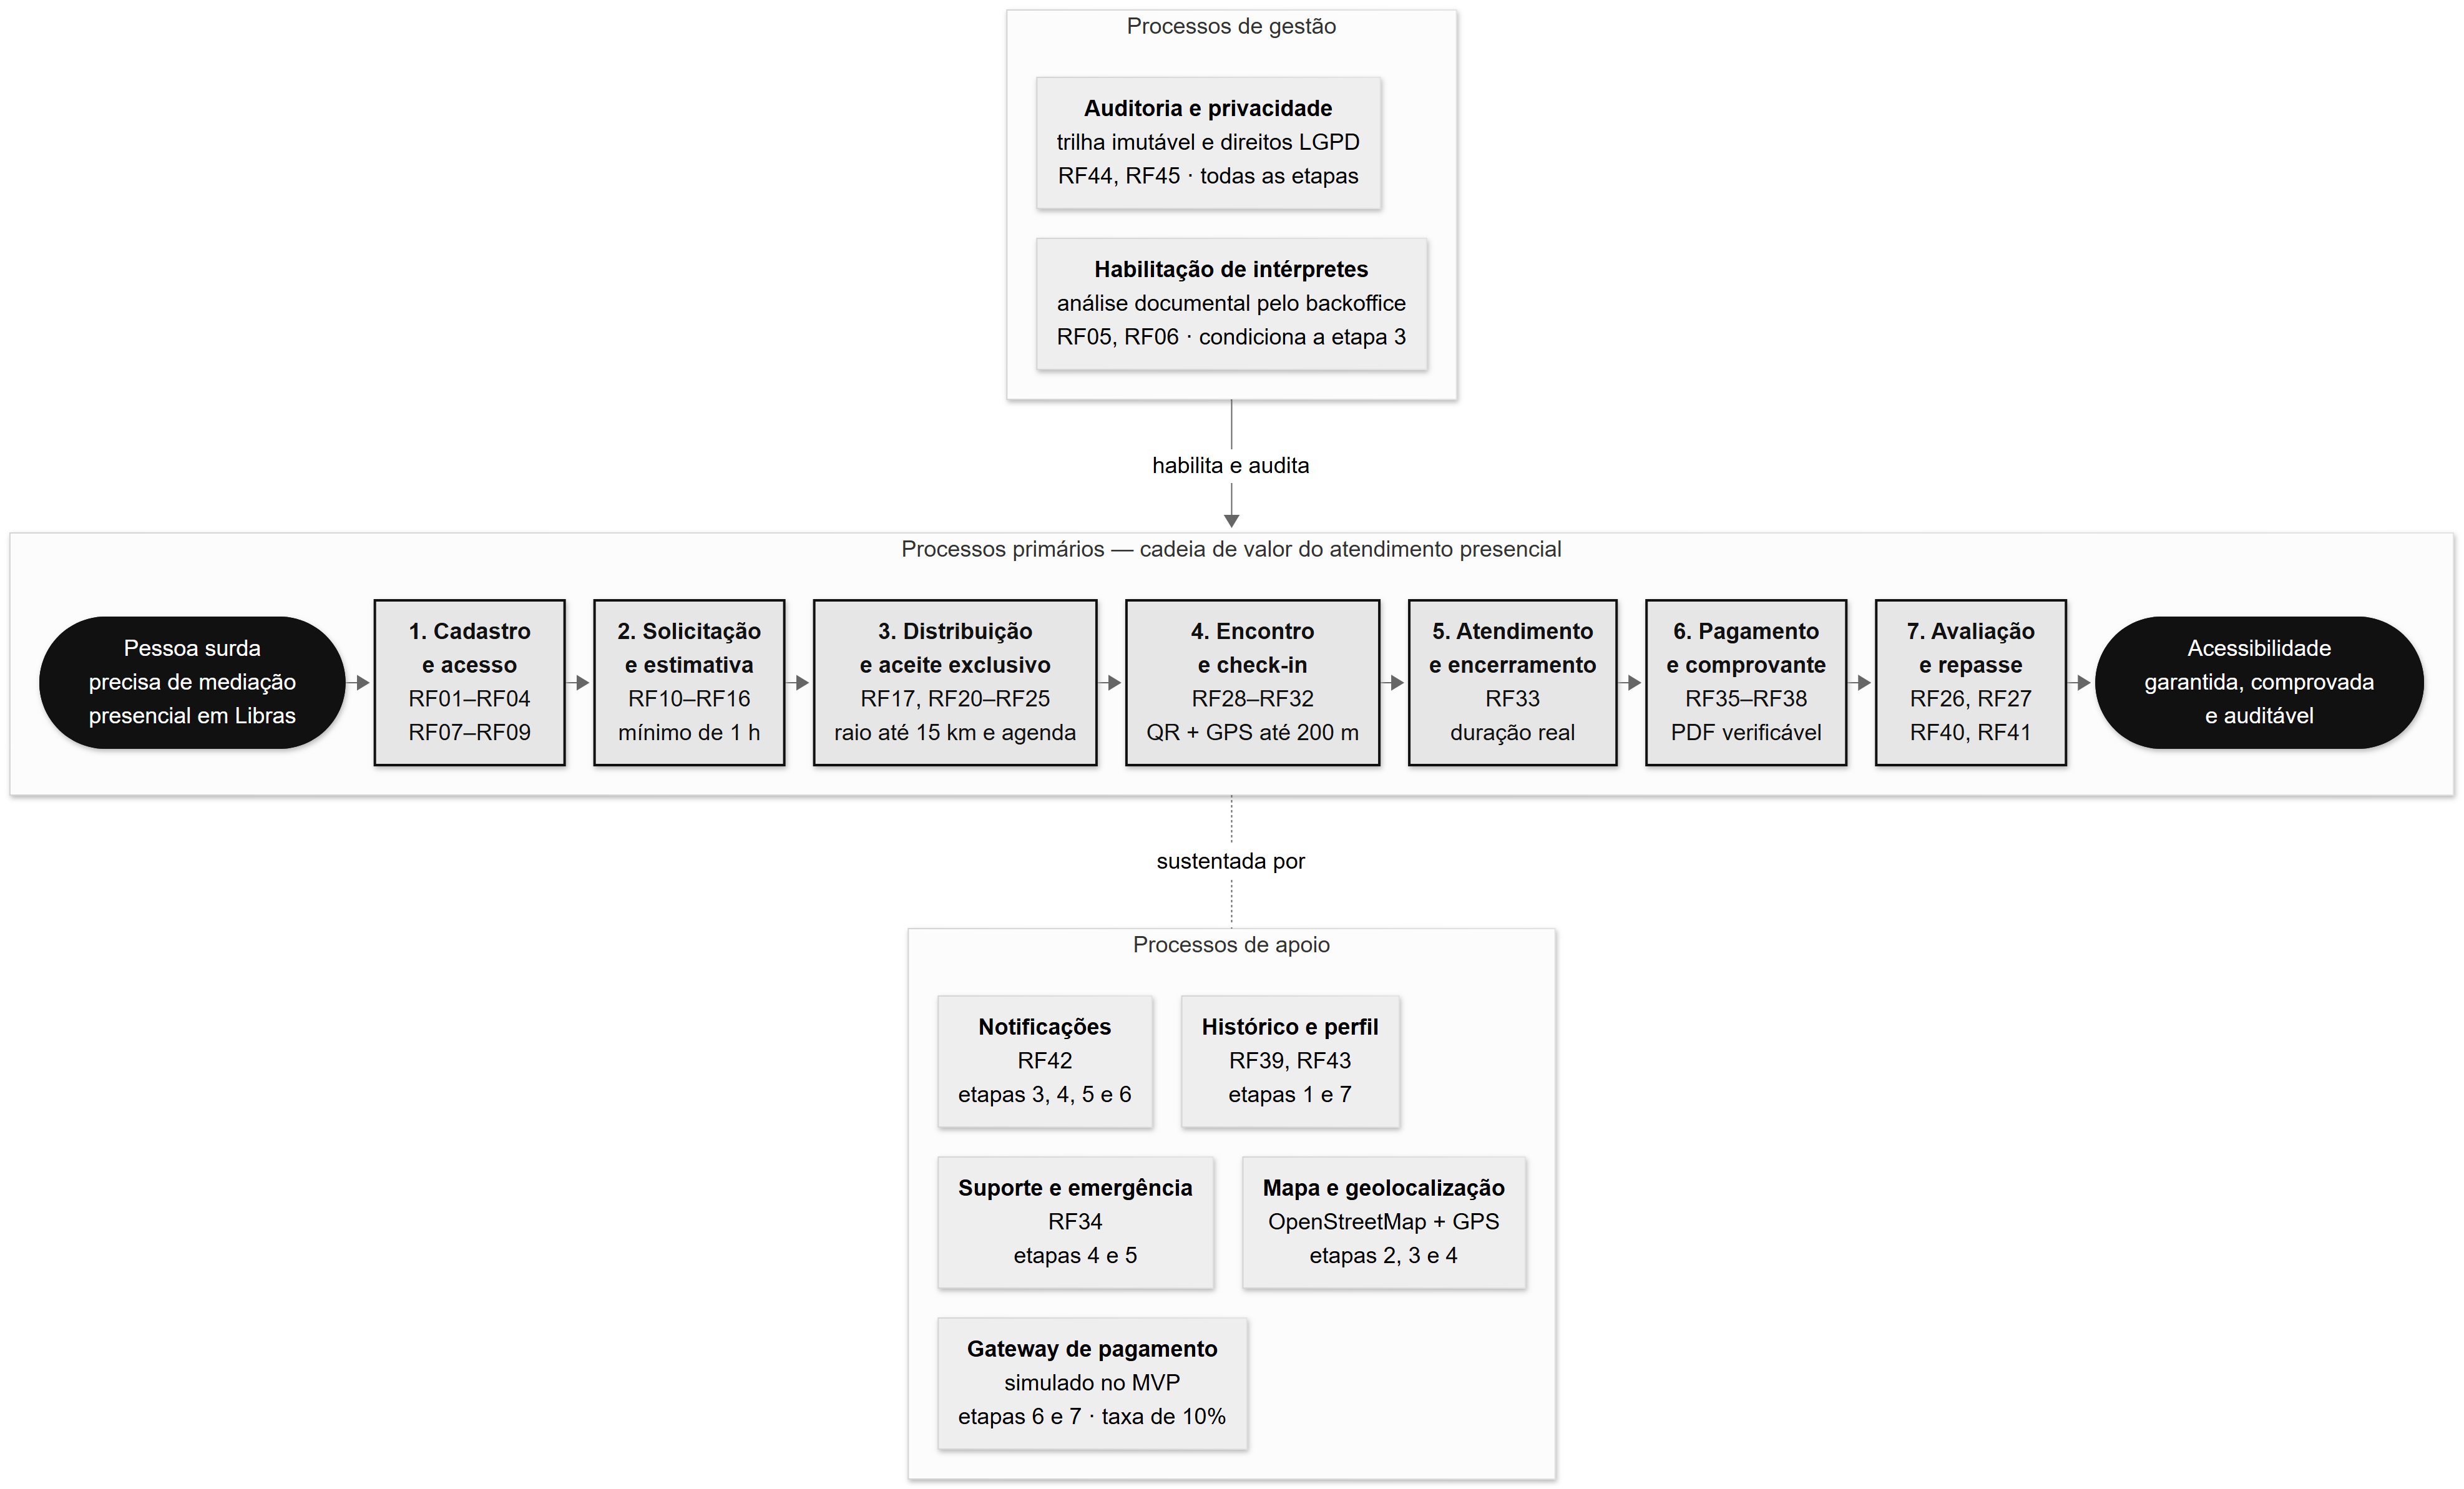 Processos de gestão
Auditoria e privacidade
trilha imutável e direitos LGPD
RF44, RF45 · todas as etapas
Habilitação de intérpretes
análise documental pelo backoffice
RF05, RF06 · condiciona a etapa 3
habilita e audita
Processos primários — cadeia de valor do atendimento presencial
Pessoa surda
precisa de mediação
presencial em Libras
1. Cadastro
e acesso
RF01–RF04
RF07–RF09
2. Solicitação
e estimativa
RF10–RF16
mínimo de 1 h
3. Distribuição
e aceite exclusivo
RF17, RF20–RF25
raio até 15 km e agenda
4. Encontro
e check-in
RF28–RF32
QR + GPS até 200 m
5. Atendimento
e encerramento
RF33
duração real
6. Pagamento
e comprovante
RF35–RF38
PDF verificável
7. Avaliação
e repasse
RF26, RF27
RF40, RF41
Acessibilidade
garantida, comprovada
e auditável
sustentada por
Processos de apoio
Notificações
RF42
etapas 3, 4, 5 e 6
Histórico e perfil
RF39, RF43
etapas 1 e 7
Suporte e emergência
RF34
etapas 4 e 5
Mapa e geolocalização
OpenStreetMap + GPS
etapas 2, 3 e 4
Gateway de pagamento
simulado no MVP
etapas 6 e 7 · taxa de 10%